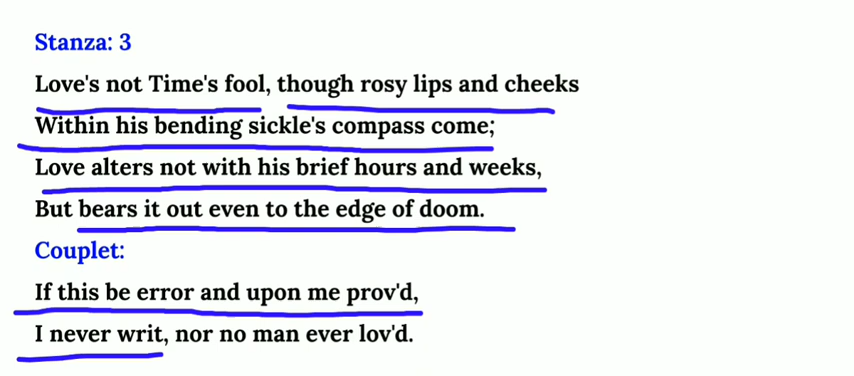 Stanza: 3
Love's not Time's fool, though rosy lips and cheeks
Within his bending sickle's compass come;
Love alters not with his brief hours and weeks,
But bears it out even to the edge of doom.
Couplet:
If this be error and upon me prov'd,
I never writ, nor no man ever lov'd.